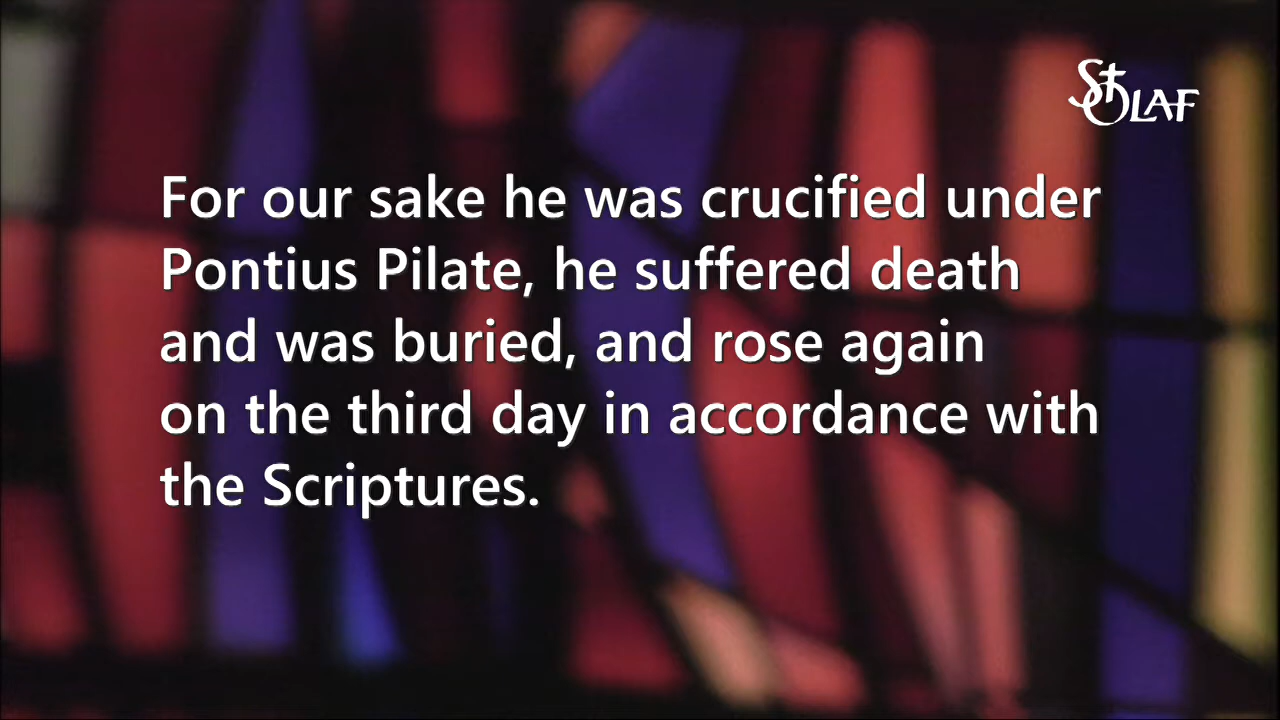 St OLAF
For our sake he was crucified under
Pontius Pilate, he suffered death
and was buried, and rose again
on the third day in accordance with
the Scriptures.